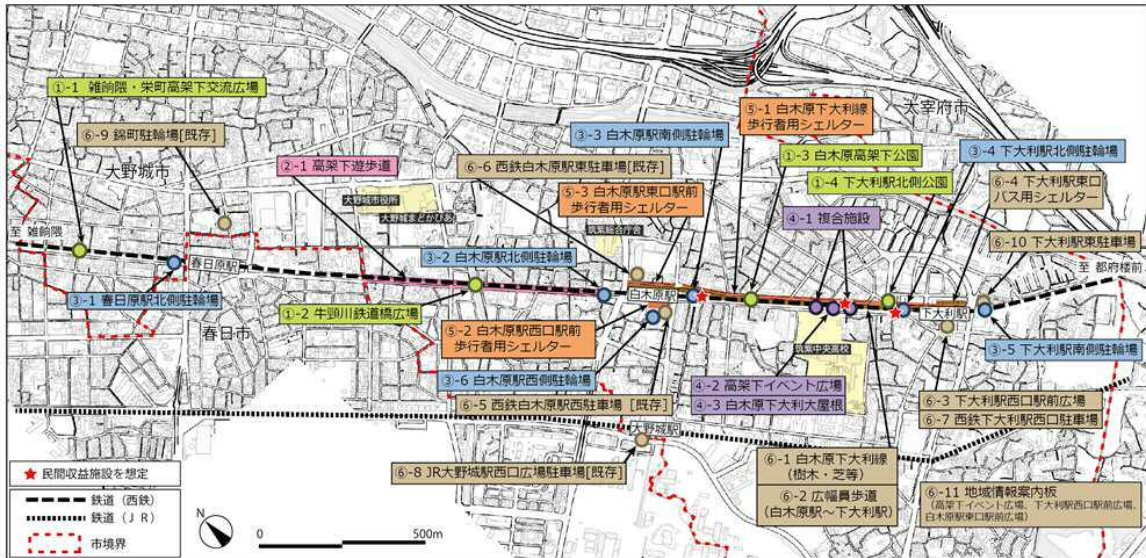 ①-1 雑餉隈・栄町高架下交流広場
⑥-9 錦町駐輪場[既存]
大野城市
②-1 高架下遊歩道
大野城市役所
大野城まどかぴあ
⑥-6 西鉄白木原駅東駐車場[既存]
③-3 白木原駅南側駐輪場
⑤-3 白木原駅東口駅前
歩行者用シェルター
筑紫総合庁舎
⑤-1 白木原下大利線
歩行者用シェルター
太宰府市
①-3 白木原高架下公園
①-4 下大利駅北側公園
④-1 複合施設
③-4 下大利駅北側駐輪場
⑥-4 下大利駅東口
バス用シェルター
⑥-10 下大利駅東駐車場
至 雑餉隈
至 都府楼前
春日原駅
③-2 白木原駅北側駐輪場
白木原駅
下大利駅
③-1 春日原駅北側駐輪場
春日市
①-2 牛頸川鉄道橋広場
⑤-2 白木原駅西口駅前
歩行者用シェルター
③-6 白木原駅西側駐輪場
⑥-5 西鉄白木原駅西駐車場 [既存]
筑紫中央高校
④-2 高架下イベント広場
④-3 白木原下大利大屋根
③-5 下大利駅南側駐輪場
⑥-3 下大利駅西口駅前広場
⑥-7 西鉄下大利駅西口駐車場
大野城駅
⑥-8 JR大野城駅西口広場駐車場[既存]
⑥-1 白木原下大利線
(樹木・芝等)
⑥-2 広幅員歩道
(白木原駅～下大利駅)
⑥-11 地域情報案内板
(高架下イベント広場、下大利駅西口駅前広場、
白木原駅東口駅前広場)
★ 民間収益施設を想定
鉄道（西鉄）
鉄道（ＪＲ）
市境界
N
0 500m